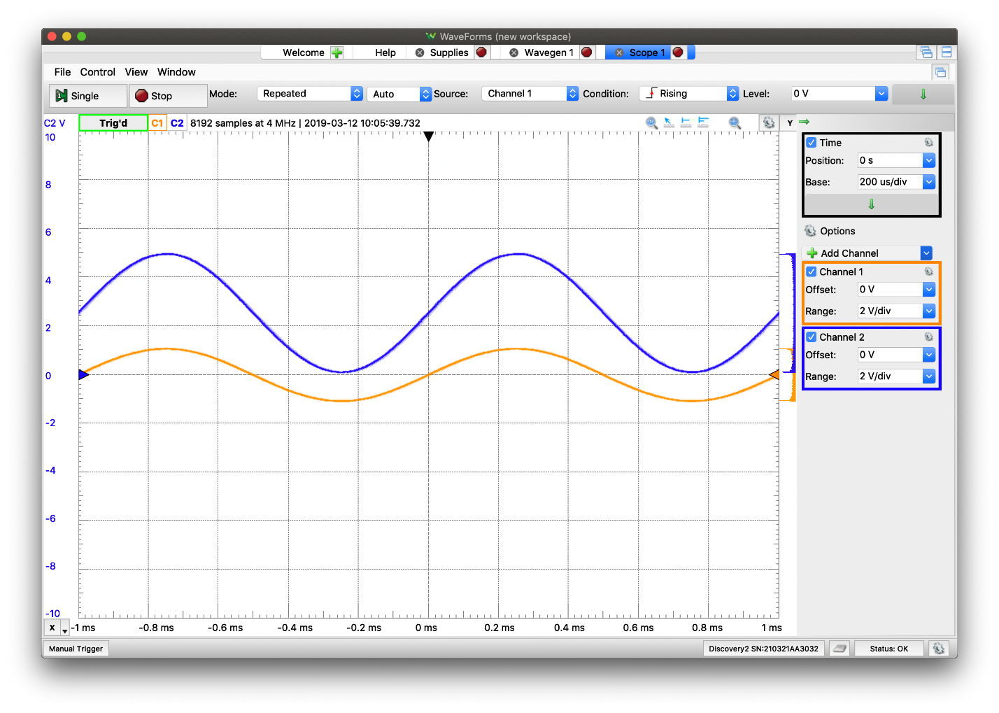 WaveForms (new workspace)
Welcome Help Supplies Wavegen 1 Scope 1
File Control View Window
Single Stop Mode: Repeated Auto Source: Channel 1 Condition: Rising Level: 0 V
C2 V Trig'd C1 C2 8192 samples at 4 MHz | 2019-03-12 10:05:39.732 Y
10
8
6
4
2
0
-2
-4
-6
-8
-10
X -1 ms -0.8 ms -0.6 ms -0.4 ms -0.2 ms 0 ms 0.2 ms 0.4 ms 0.6 ms 0.8 ms 1 ms
Time
Position: 0 s
Base: 200 us/div
Options
Add Channel
Channel 1
Offset: 0 V
Range: 2 V/div
Channel 2
Offset: 0 V
Range: 2 V/div
Manual Trigger Discovery2 SN:210321AA3032 Status: OK